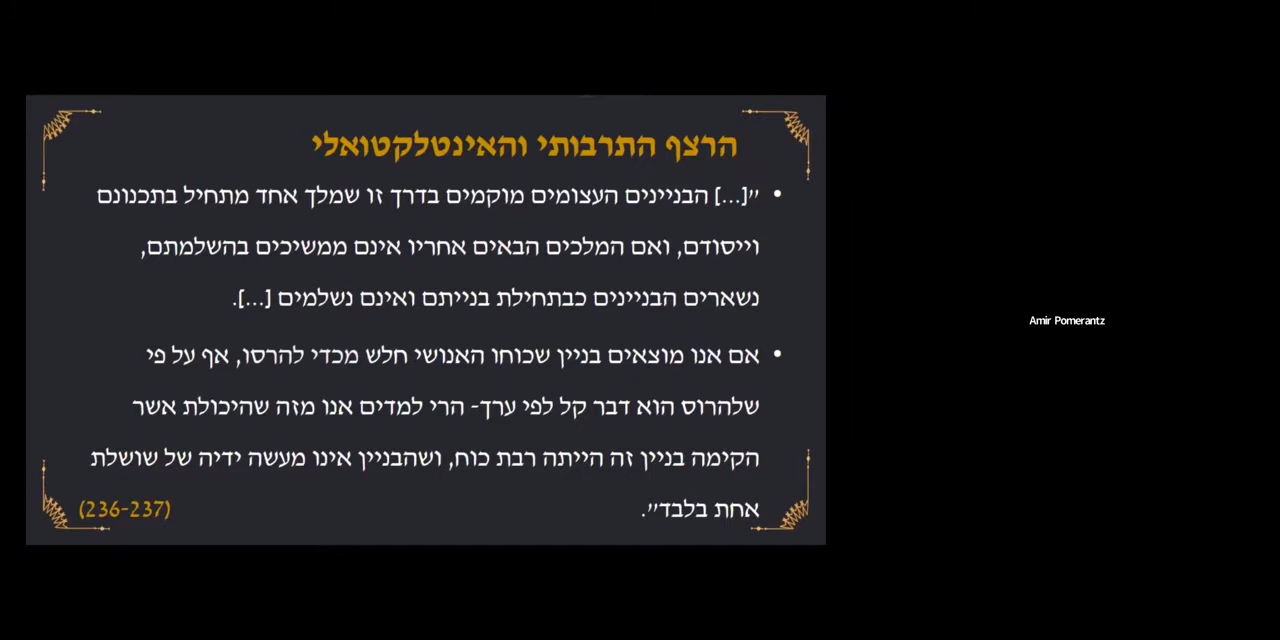 הרצף התרבותי והאינטלקטואלי
• ״[...] הבניינים העצומים מוקמים בדרך זו שמלך אחד מתחיל בתכנונם
וייסודם, ואם המלכים הבאים אחריו אינם ממשיכים בהשלמתם,
נשארים הבניינים כבתחילת בנייתם ואינם נשלמים [...].
• אם אנו מוצאים בניין שכוחו האנושי חלש מכדי להרסו, אף על פי
שלהרוס הוא דבר קל לפי ערך- הרי למדים אנו מזה שהיכולת אשר
הקימה בניין זה הייתה רבת כוח, ושהבניין אינו מעשה ידיה של שושלת
אחת בלבד״.
(236-237)
Amir Pomerantz